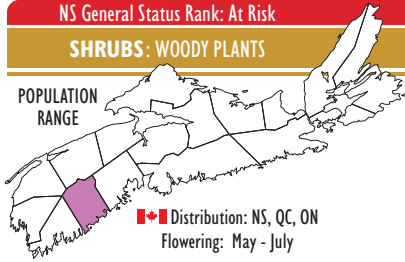 NS General Status Rank: At Risk
SHRUBS: WOODY PLANTS
POPULATION
RANGE
Distribution: NS, QC, ON
Flowering: May - July